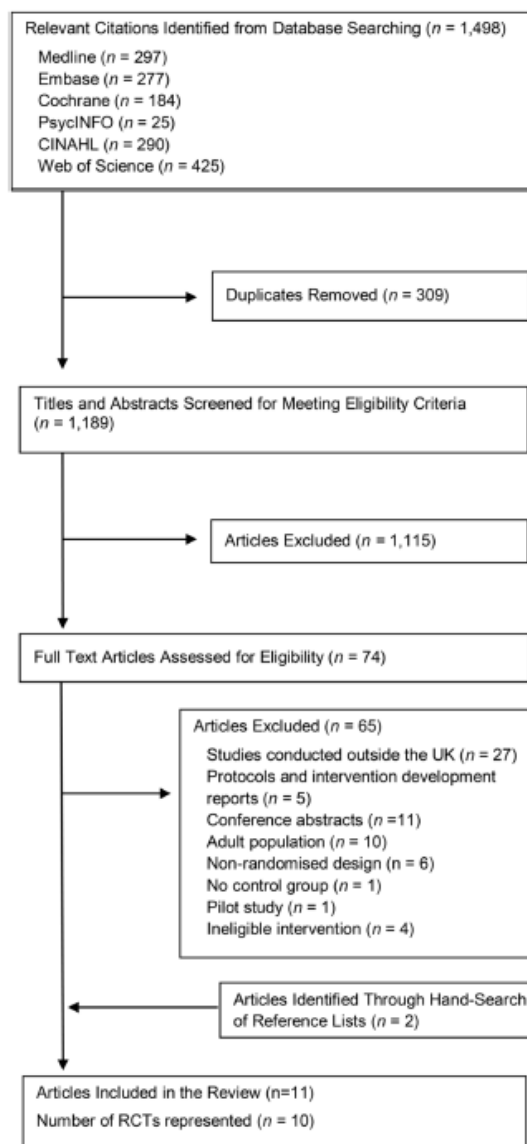 Relevant Citations Identified from Database Searching (n = 1,498)
Medline (n = 297)
Embase (n = 277)
Cochrane (n = 184)
PsycINFO (n = 25)
CINAHL (n = 290)
Web of Science (n = 425)
Duplicates Removed (n = 309)
Titles and Abstracts Screened for Meeting Eligibility Criteria
(n = 1,189)
Articles Excluded (n = 1,115)
Full Text Articles Assessed for Eligibility (n = 74)
Articles Excluded (n = 65)
Studies conducted outside the UK (n = 27)
Protocols and intervention development
reports (n = 5)
Conference abstracts (n =11)
Adult population (n = 10)
Non-randomised design (n = 6)
No control group (n = 1)
Pilot study (n = 1)
Ineligible intervention (n = 4)
Articles Identified Through Hand-Search
of Reference Lists (n = 2)
Articles Included in the Review (n=11)
Number of RCTs represented (n = 10)